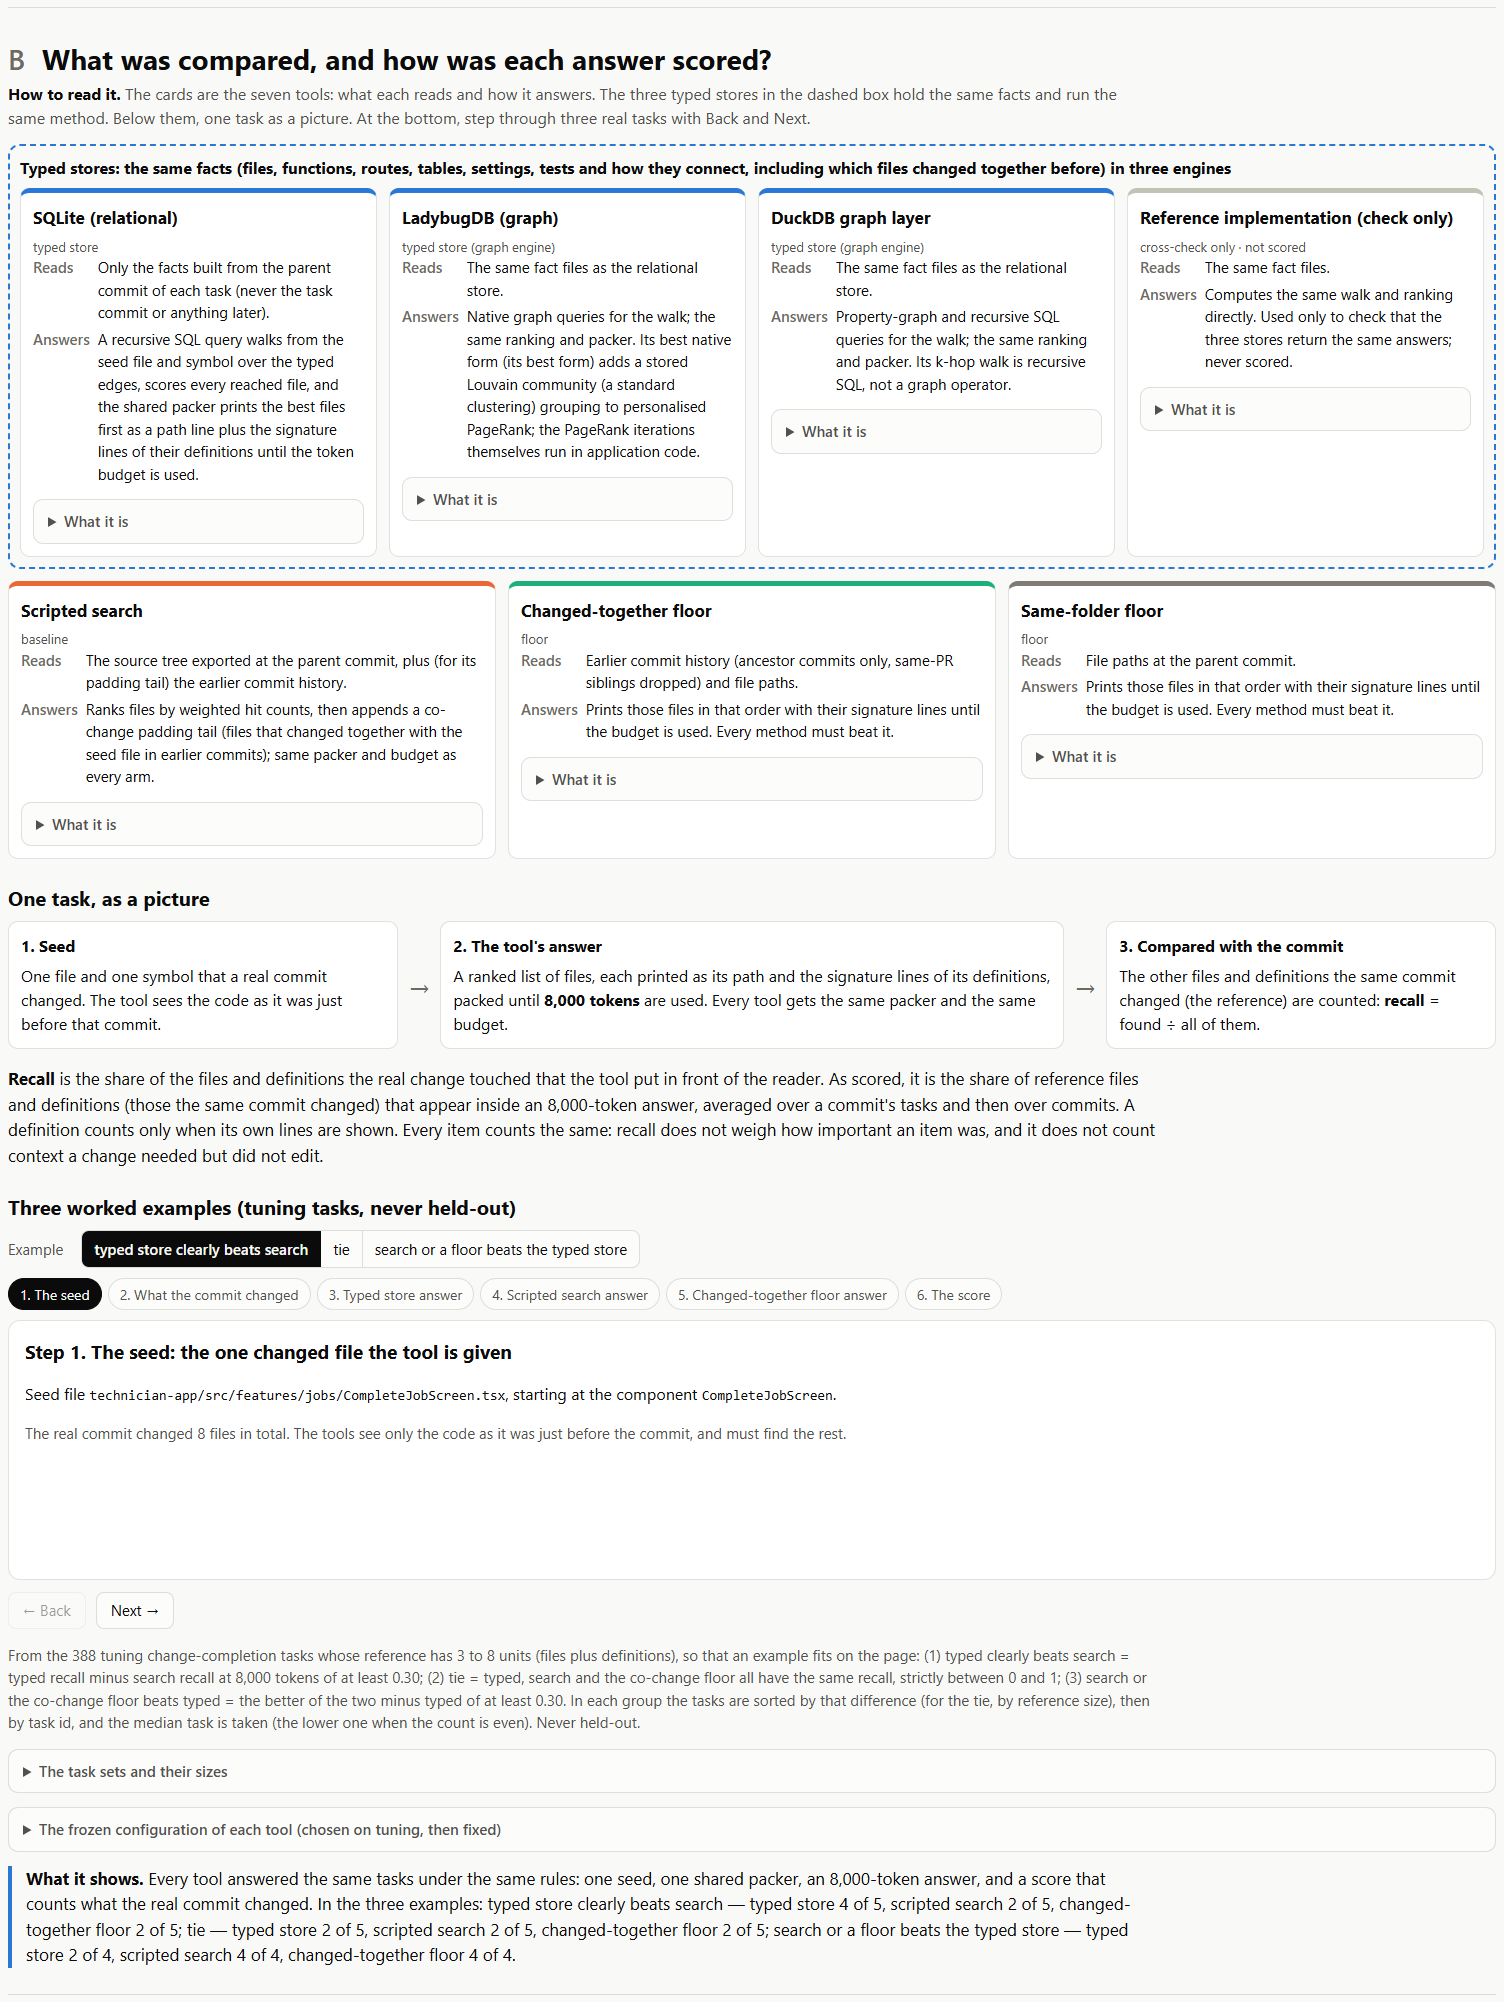 B What was compared, and how was each answer scored?
How to read it. The cards are the seven tools: what each reads and how it answers. The three typed stores in the dashed box hold the same facts and run the
same method. Below them, one task as a picture. At the bottom, step through three real tasks with Back and Next.
Typed stores: the same facts (files, functions, routes, tables, settings, tests and how they connect, including which files changed together before) in three engines
SQLite (relational)
typed store
Reads Only the facts built from the parent
commit of each task (never the task
commit or anything later).
Answers A recursive SQL query walks from the
seed file and symbol over the typed
edges, scores every reached file, and
the shared packer prints the best files
first as a path line plus the signature
lines of their definitions until the token
budget is used.
▶ What it is
LadybugDB (graph)
typed store (graph engine)
Reads The same fact files as the relational
store.
Answers Native graph queries for the walk; the
same ranking and packer. Its best native
form (its best form) adds a stored
Louvain community (a standard
clustering) grouping to personalised
PageRank; the PageRank iterations
themselves run in application code.
▶ What it is
DuckDB graph layer
typed store (graph engine)
Reads The same fact files as the relational
store.
Answers Property-graph and recursive SQL
queries for the walk; the same ranking
and packer. Its k-hop walk is recursive
SQL, not a graph operator.
▶ What it is
Reference implementation (check only)
cross-check only · not scored
Reads The same fact files.
Answers Computes the same walk and ranking
directly. Used only to check that the
three stores return the same answers;
never scored.
▶ What it is
Scripted search
baseline
Reads The source tree exported at the parent commit, plus (for its
padding tail) the earlier commit history.
Answers Ranks files by weighted hit counts, then appends a co-
change padding tail (files that changed together with the
seed file in earlier commits); same packer and budget as
every arm.
▶ What it is
Changed-together floor
floor
Reads Earlier commit history (ancestor commits only, same-PR
siblings dropped) and file paths.
Answers Prints those files in that order with their signature lines until
the budget is used. Every method must beat it.
▶ What it is
Same-folder floor
floor
Reads File paths at the parent commit.
Answers Prints those files in that order with their signature lines until
the budget is used. Every method must beat it.
▶ What it is
One task, as a picture
1. Seed
One file and one symbol that a real commit
changed. The tool sees the code as it was just
before that commit.
→
2. The tool's answer
A ranked list of files, each printed as its path and the signature lines of its definitions,
packed until 8,000 tokens are used. Every tool gets the same packer and the same
budget.
→
3. Compared with the commit
The other files and definitions the same commit
changed (the reference) are counted: recall =
found ÷ all of them.
Recall is the share of the files and definitions the real change touched that the tool put in front of the reader. As scored, it is the share of reference files
and definitions (those the same commit changed) that appear inside an 8,000-token answer, averaged over a commit's tasks and then over commits. A
definition counts only when its own lines are shown. Every item counts the same: recall does not weigh how important an item was, and it does not count
context a change needed but did not edit.
Three worked examples (tuning tasks, never held-out)
Example typed store clearly beats search tie search or a floor beats the typed store
1. The seed 2. What the commit changed 3. Typed store answer 4. Scripted search answer 5. Changed-together floor answer 6. The score
Step 1. The seed: the one changed file the tool is given
Seed file technician-app/src/features/jobs/CompleteJobScreen.tsx, starting at the component CompleteJobScreen.
The real commit changed 8 files in total. The tools see only the code as it was just before the commit, and must find the rest.
← Back Next →
From the 388 tuning change-completion tasks whose reference has 3 to 8 units (files plus definitions), so that an example fits on the page: (1) typed clearly beats search =
typed recall minus search recall at 8,000 tokens of at least 0.30; (2) tie = typed, search and the co-change floor all have the same recall, strictly between 0 and 1; (3) search or
the co-change floor beats typed = the better of the two minus typed of at least 0.30. In each group the tasks are sorted by that difference (for the tie, by reference size), then
by task id, and the median task is taken (the lower one when the count is even). Never held-out.
▶ The task sets and their sizes
▶ The frozen configuration of each tool (chosen on tuning, then fixed)
What it shows. Every tool answered the same tasks under the same rules: one seed, one shared packer, an 8,000-token answer, and a score that
counts what the real commit changed. In the three examples: typed store clearly beats search — typed store 4 of 5, scripted search 2 of 5, changed-
together floor 2 of 5; tie — typed store 2 of 5, scripted search 2 of 5, changed-together floor 2 of 5; search or a floor beats the typed store — typed
store 2 of 4, scripted search 4 of 4, changed-together floor 4 of 4.